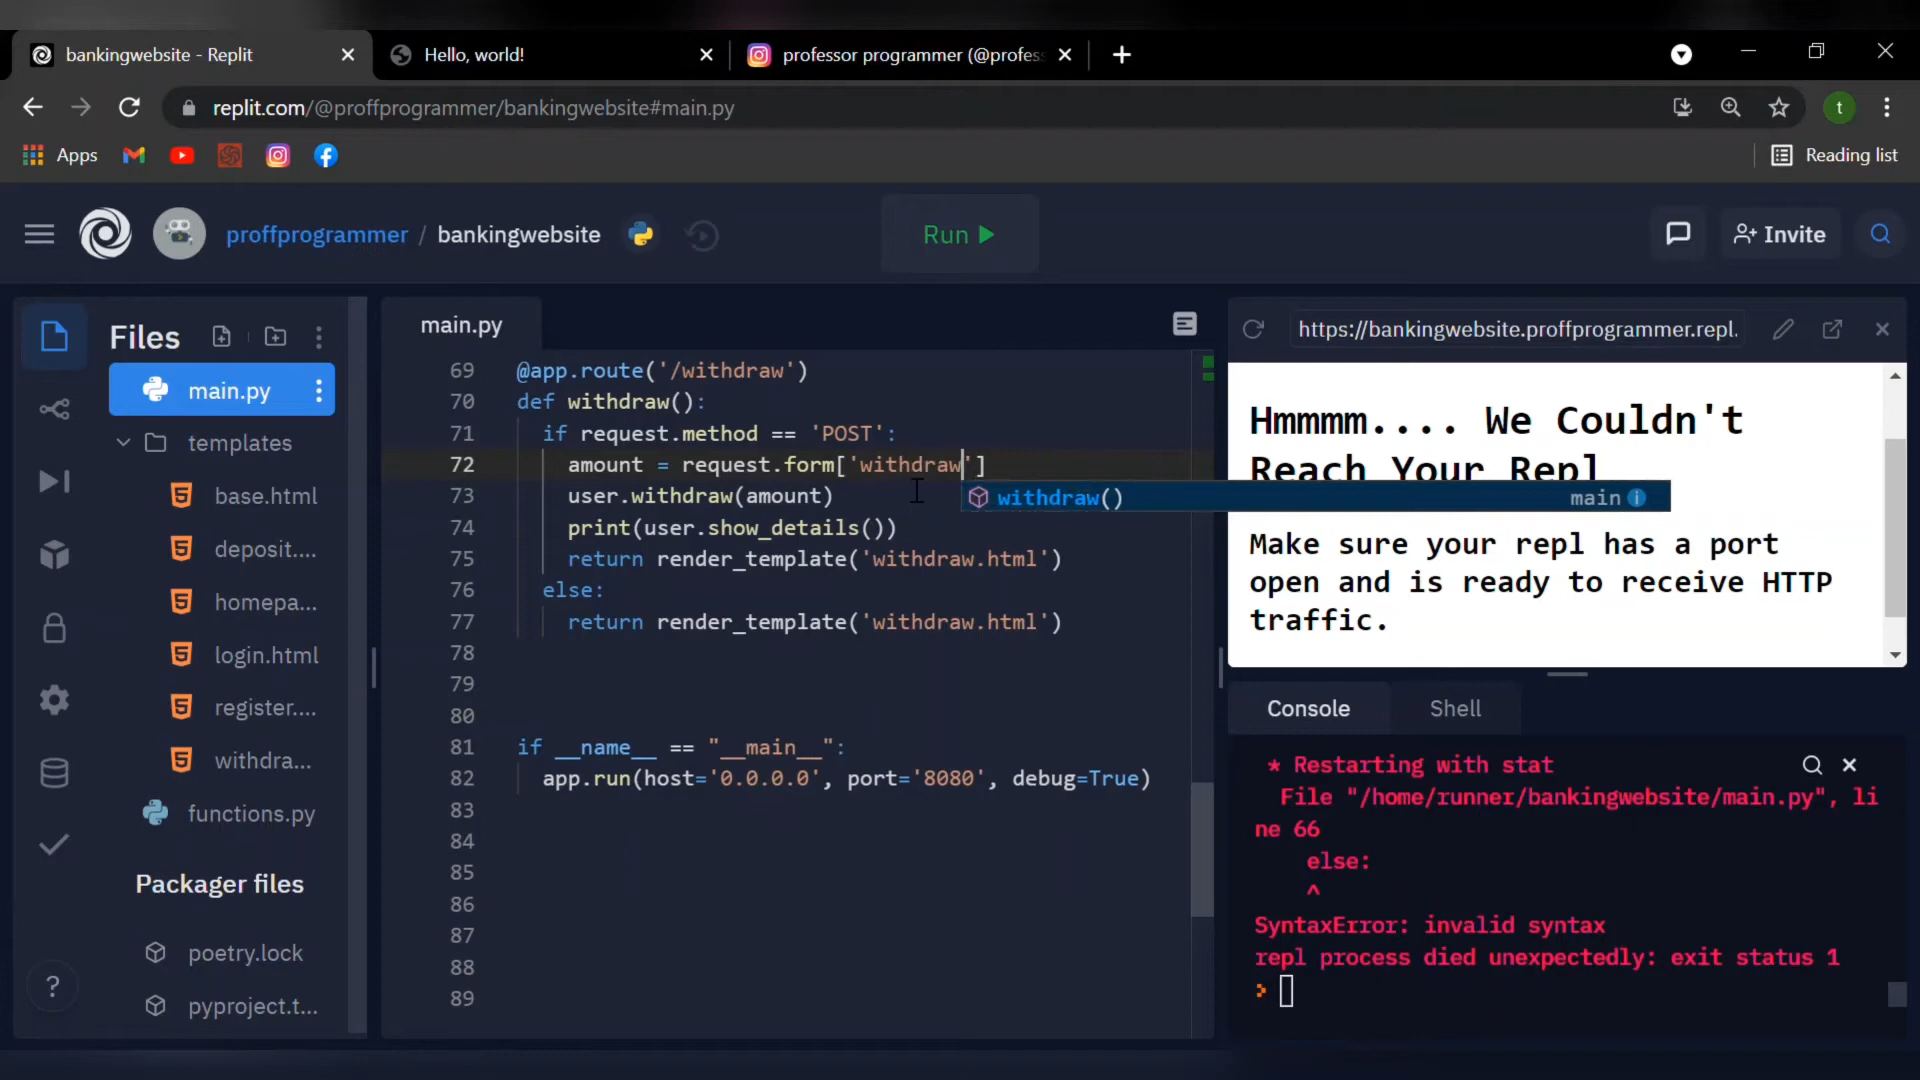 bankingwebsite - Replit
Hello, world!
professor programmer (@profes
replit.com/@proffprogrammer/bankingwebsite#main.py
t
Apps
Reading list
proffprogrammer / bankingwebsite
Run
Invite
Files
main.py
templates
base.html
deposit....
homepa...
login.html
register....
withdra...
functions.py
Packager files
poetry.lock
pyproject.t...
?
main.py
69 @app.route('/withdraw')
70 def withdraw():
71 if request.method == 'POST':
72 amount = request.form['withdraw']
73 user.withdraw(amount)
withdraw() main
74 print(user.show_details())
75 return render_template('withdraw.html')
76 else:
77 return render_template('withdraw.html')
78
79
80
81 if __name__ == "__main__":
82 app.run(host='0.0.0.0', port='8080', debug=True)
83
84
85
86
87
88
89
https://bankingwebsite.proffprogrammer.repl.
Hmmmm.... We Couldn't
Reach Your Repl
Make sure your repl has a port
open and is ready to receive HTTP
traffic.
Console
Shell
* Restarting with stat
File "/home/runner/bankingwebsite/main.py", li
ne 66
else:
^
SyntaxError: invalid syntax
repl process died unexpectedly: exit status 1